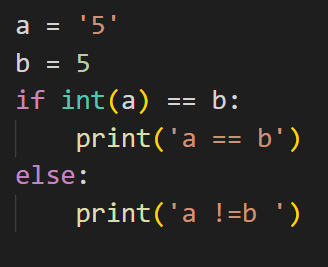 a = '5'
b = 5
if int(a) == b:
    print('a == b')
else:
    print('a !=b ')